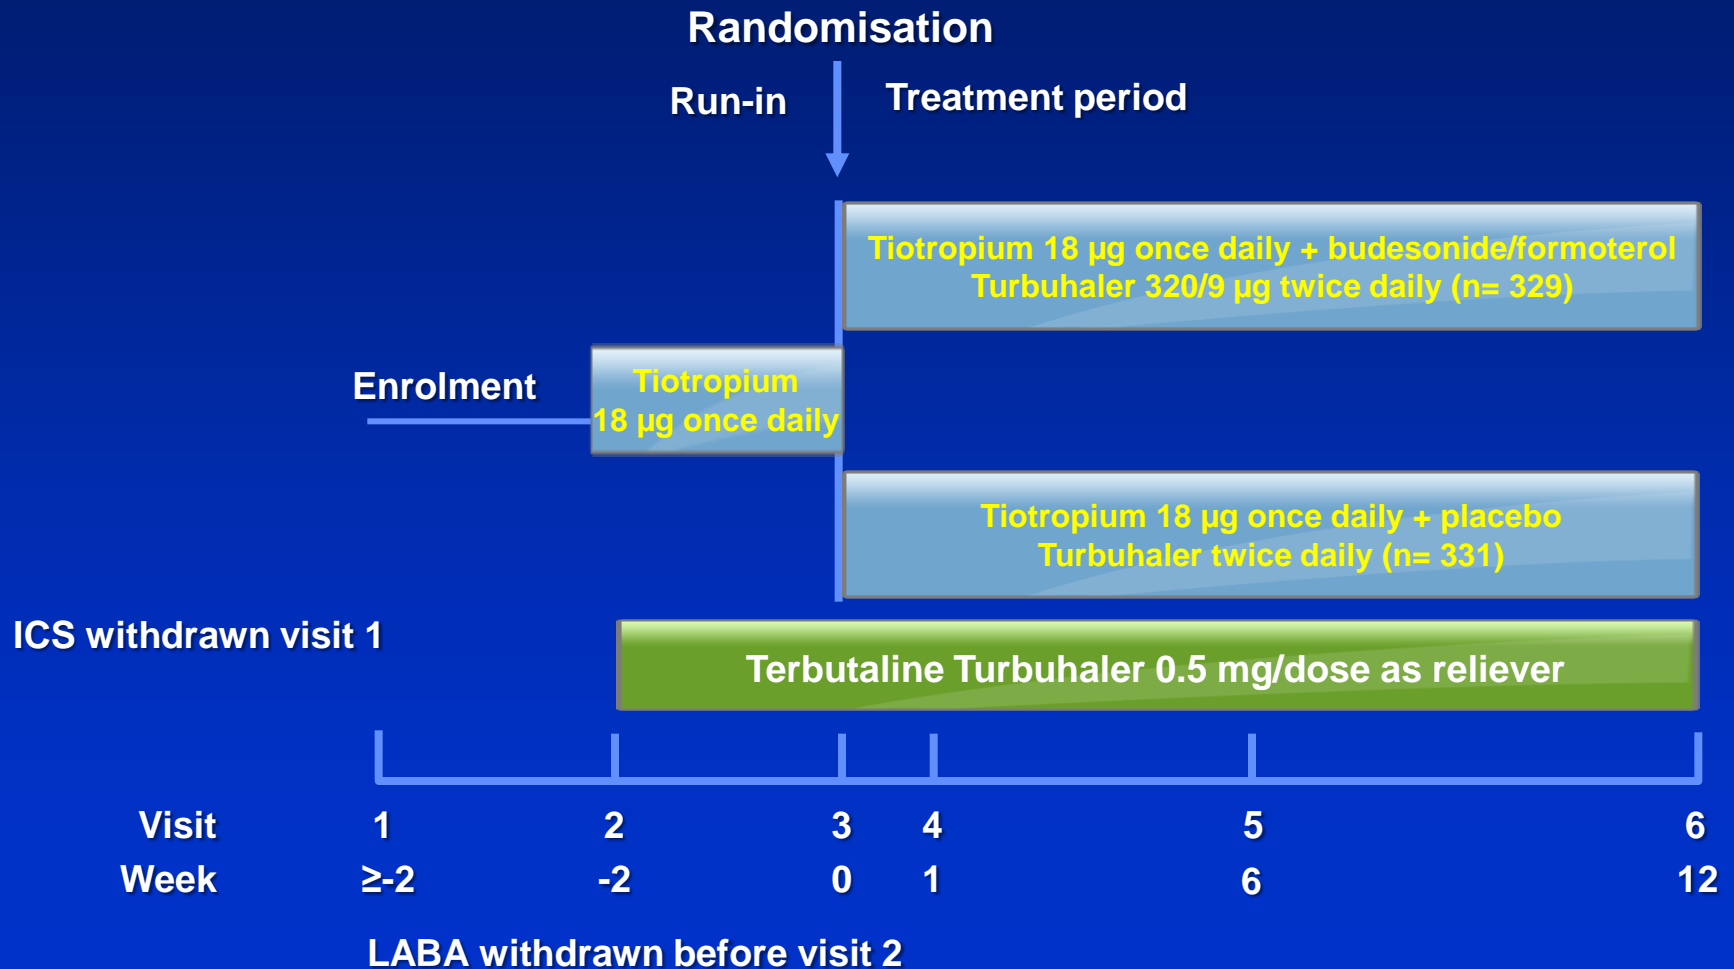 Randomisation
Run-in
Treatment period
Tiotropium 18 µg once daily + budesonide/formoterol
Turbuhaler 320/9 µg twice daily (n= 329)
Enrolment
Tiotropium
18 µg once daily
Tiotropium 18 µg once daily + placebo
Turbuhaler twice daily (n= 331)
ICS withdrawn visit 1
Terbutaline Turbuhaler 0.5 mg/dose as reliever
Visit 1 2 3 4 5 6
Week ≥-2 -2 0 1 6 12
LABA withdrawn before visit 2